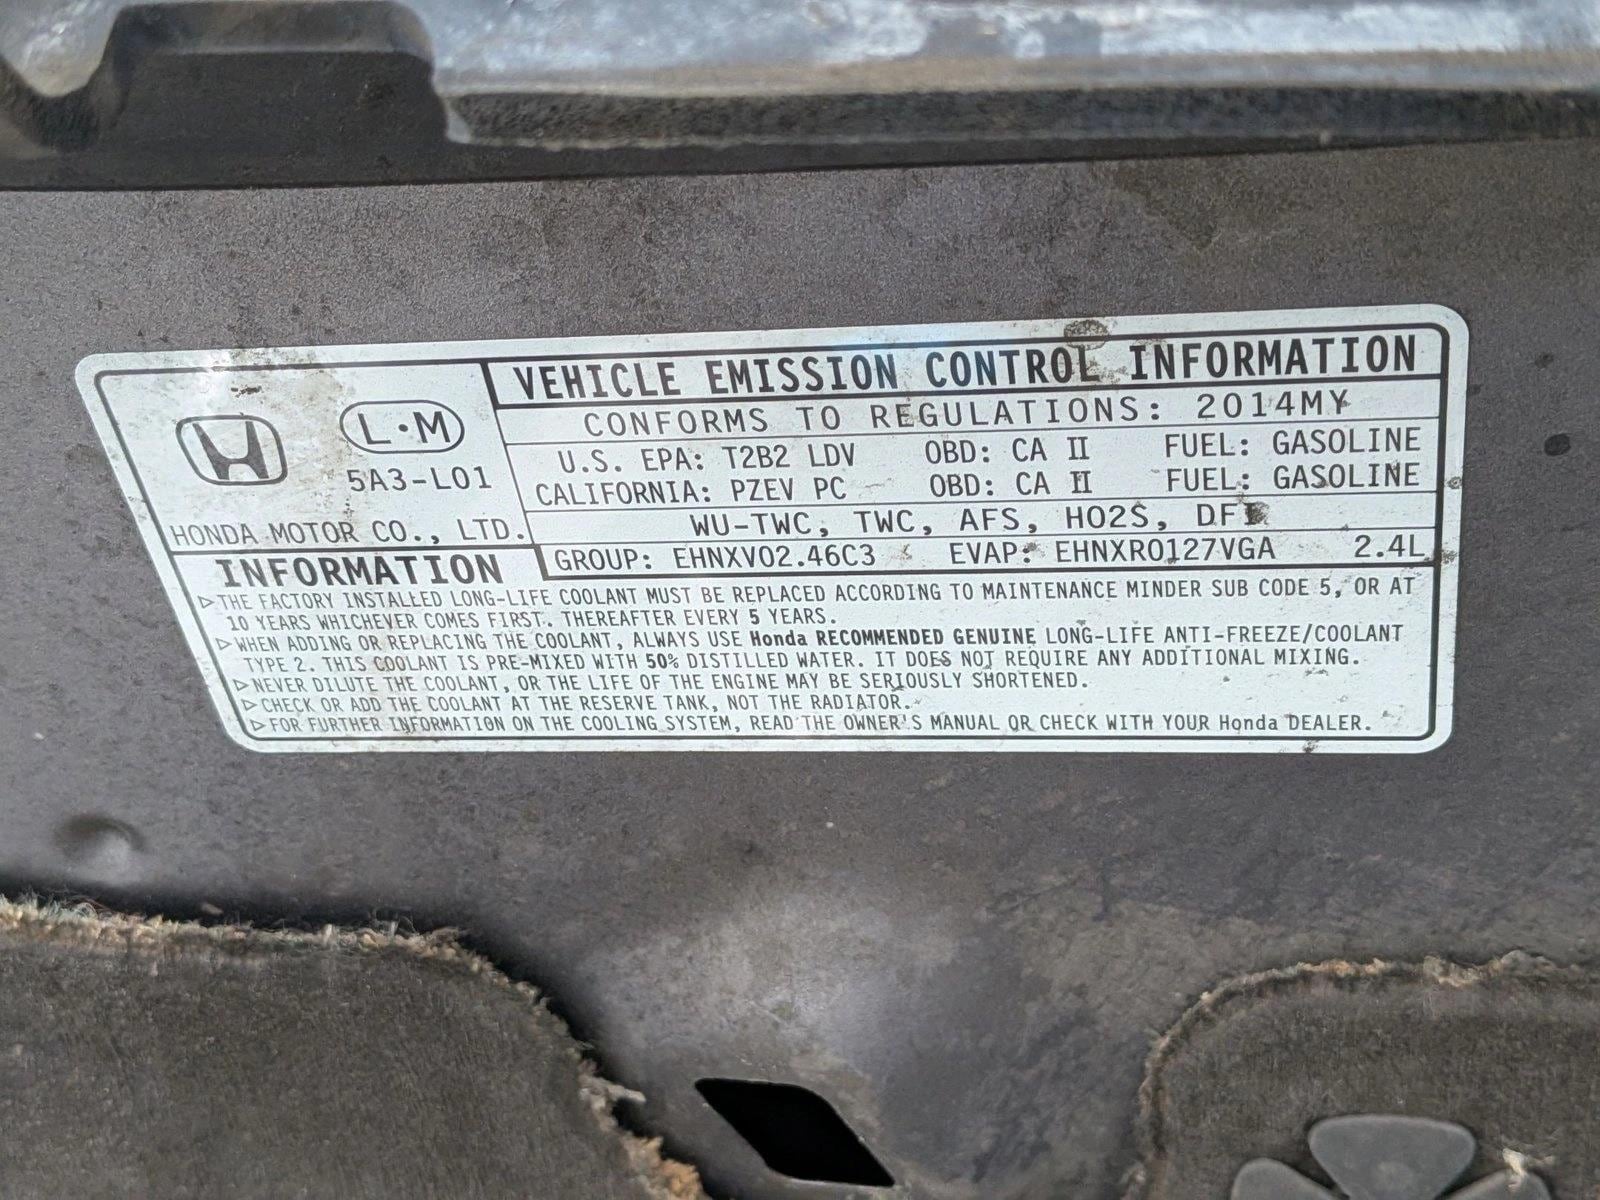 VEHICLE EMISSION CONTROL INFORMATION
L·M
5A3-L01
HONDA MOTOR CO., LTD.
CONFORMS TO REGULATIONS: 2014MY
U.S. EPA: T2B2 LDV OBD: CA II FUEL: GASOLINE
CALIFORNIA: PZEV PC OBD: CA II FUEL: GASOLINE
WU-TWC, TWC, AFS, HO2S, DFI
GROUP: EHNXV02.46C3 EVAP: EHNXR0127VGA 2.4L
INFORMATION
▷THE FACTORY INSTALLED LONG-LIFE COOLANT MUST BE REPLACED ACCORDING TO MAINTENANCE MINDER SUB CODE 5, OR AT
10 YEARS WHICHEVER COMES FIRST. THEREAFTER EVERY 5 YEARS.
▷WHEN ADDING OR REPLACING THE COOLANT, ALWAYS USE Honda RECOMMENDED GENUINE LONG-LIFE ANTI-FREEZE/COOLANT
TYPE 2. THIS COOLANT IS PRE-MIXED WITH 50% DISTILLED WATER. IT DOES NOT REQUIRE ANY ADDITIONAL MIXING.
▷NEVER DILUTE THE COOLANT, OR THE LIFE OF THE ENGINE MAY BE SERIOUSLY SHORTENED.
▷CHECK OR ADD THE COOLANT AT THE RESERVE TANK, NOT THE RADIATOR.
▷FOR FURTHER INFORMATION ON THE COOLING SYSTEM, READ THE OWNER'S MANUAL OR CHECK WITH YOUR Honda DEALER.